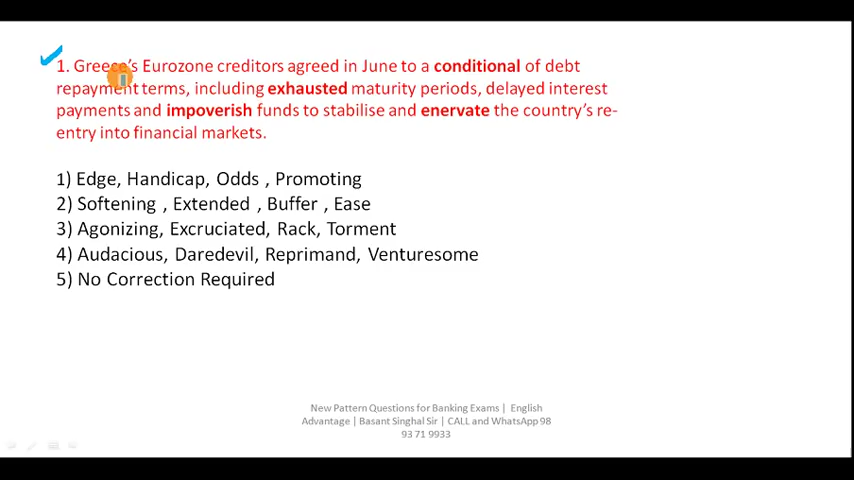 1. Greece's Eurozone creditors agreed in June to a conditional of debt
repayment terms, including exhausted maturity periods, delayed interest
payments and impoverish funds to stabilise and enervate the country's re-
entry into financial markets.
1) Edge, Handicap, Odds , Promoting
2) Softening , Extended , Buffer , Ease
3) Agonizing, Excruciated, Rack, Torment
4) Audacious, Daredevil, Reprimand, Venturesome
5) No Correction Required
New Pattern Questions for Banking Exams | English
Advantage | Basant Singhal Sir | CALL and WhatsApp 98
93 71 9933